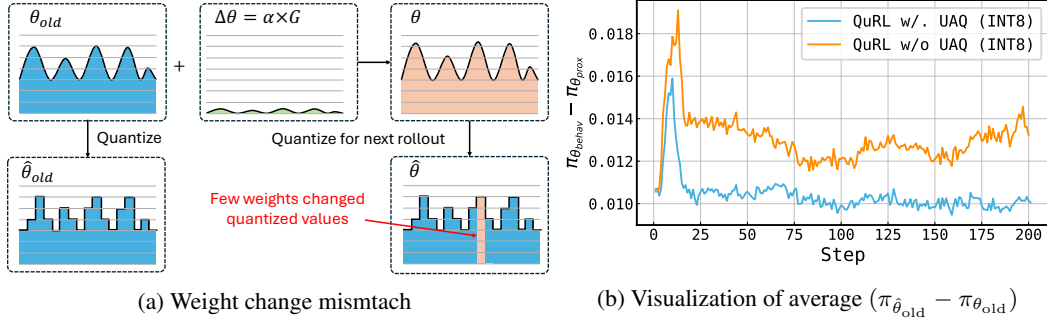 θ_old
Δθ = α×G
θ
+
Quantize
Quantize for next rollout
θ̂_old
θ̂
Few weights changed
quantized values
(a) Weight change mismtach
QuRL w/. UAQ (INT8)
QuRL w/o UAQ (INT8)
0.018
0.016
0.014
0.012
0.010
π_θ_behav − π_θ_prox
0 25 50 75 100 125 150 175 200
Step
(b) Visualization of average (π_θ̂_old − π_θ_old)